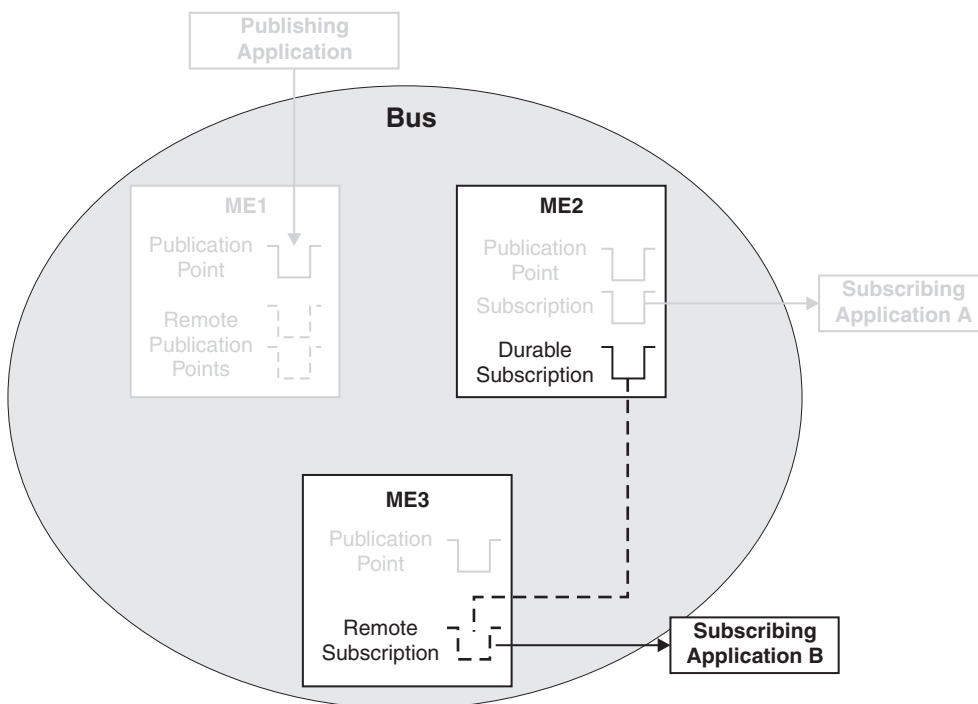 Publishing
Application
Bus
ME1
Publication
Point
Remote
Publication
Points
ME2
Publication
Point
Subscription
Durable
Subscription
Subscribing
Application A
ME3
Publication
Point
Remote
Subscription
Subscribing
Application B